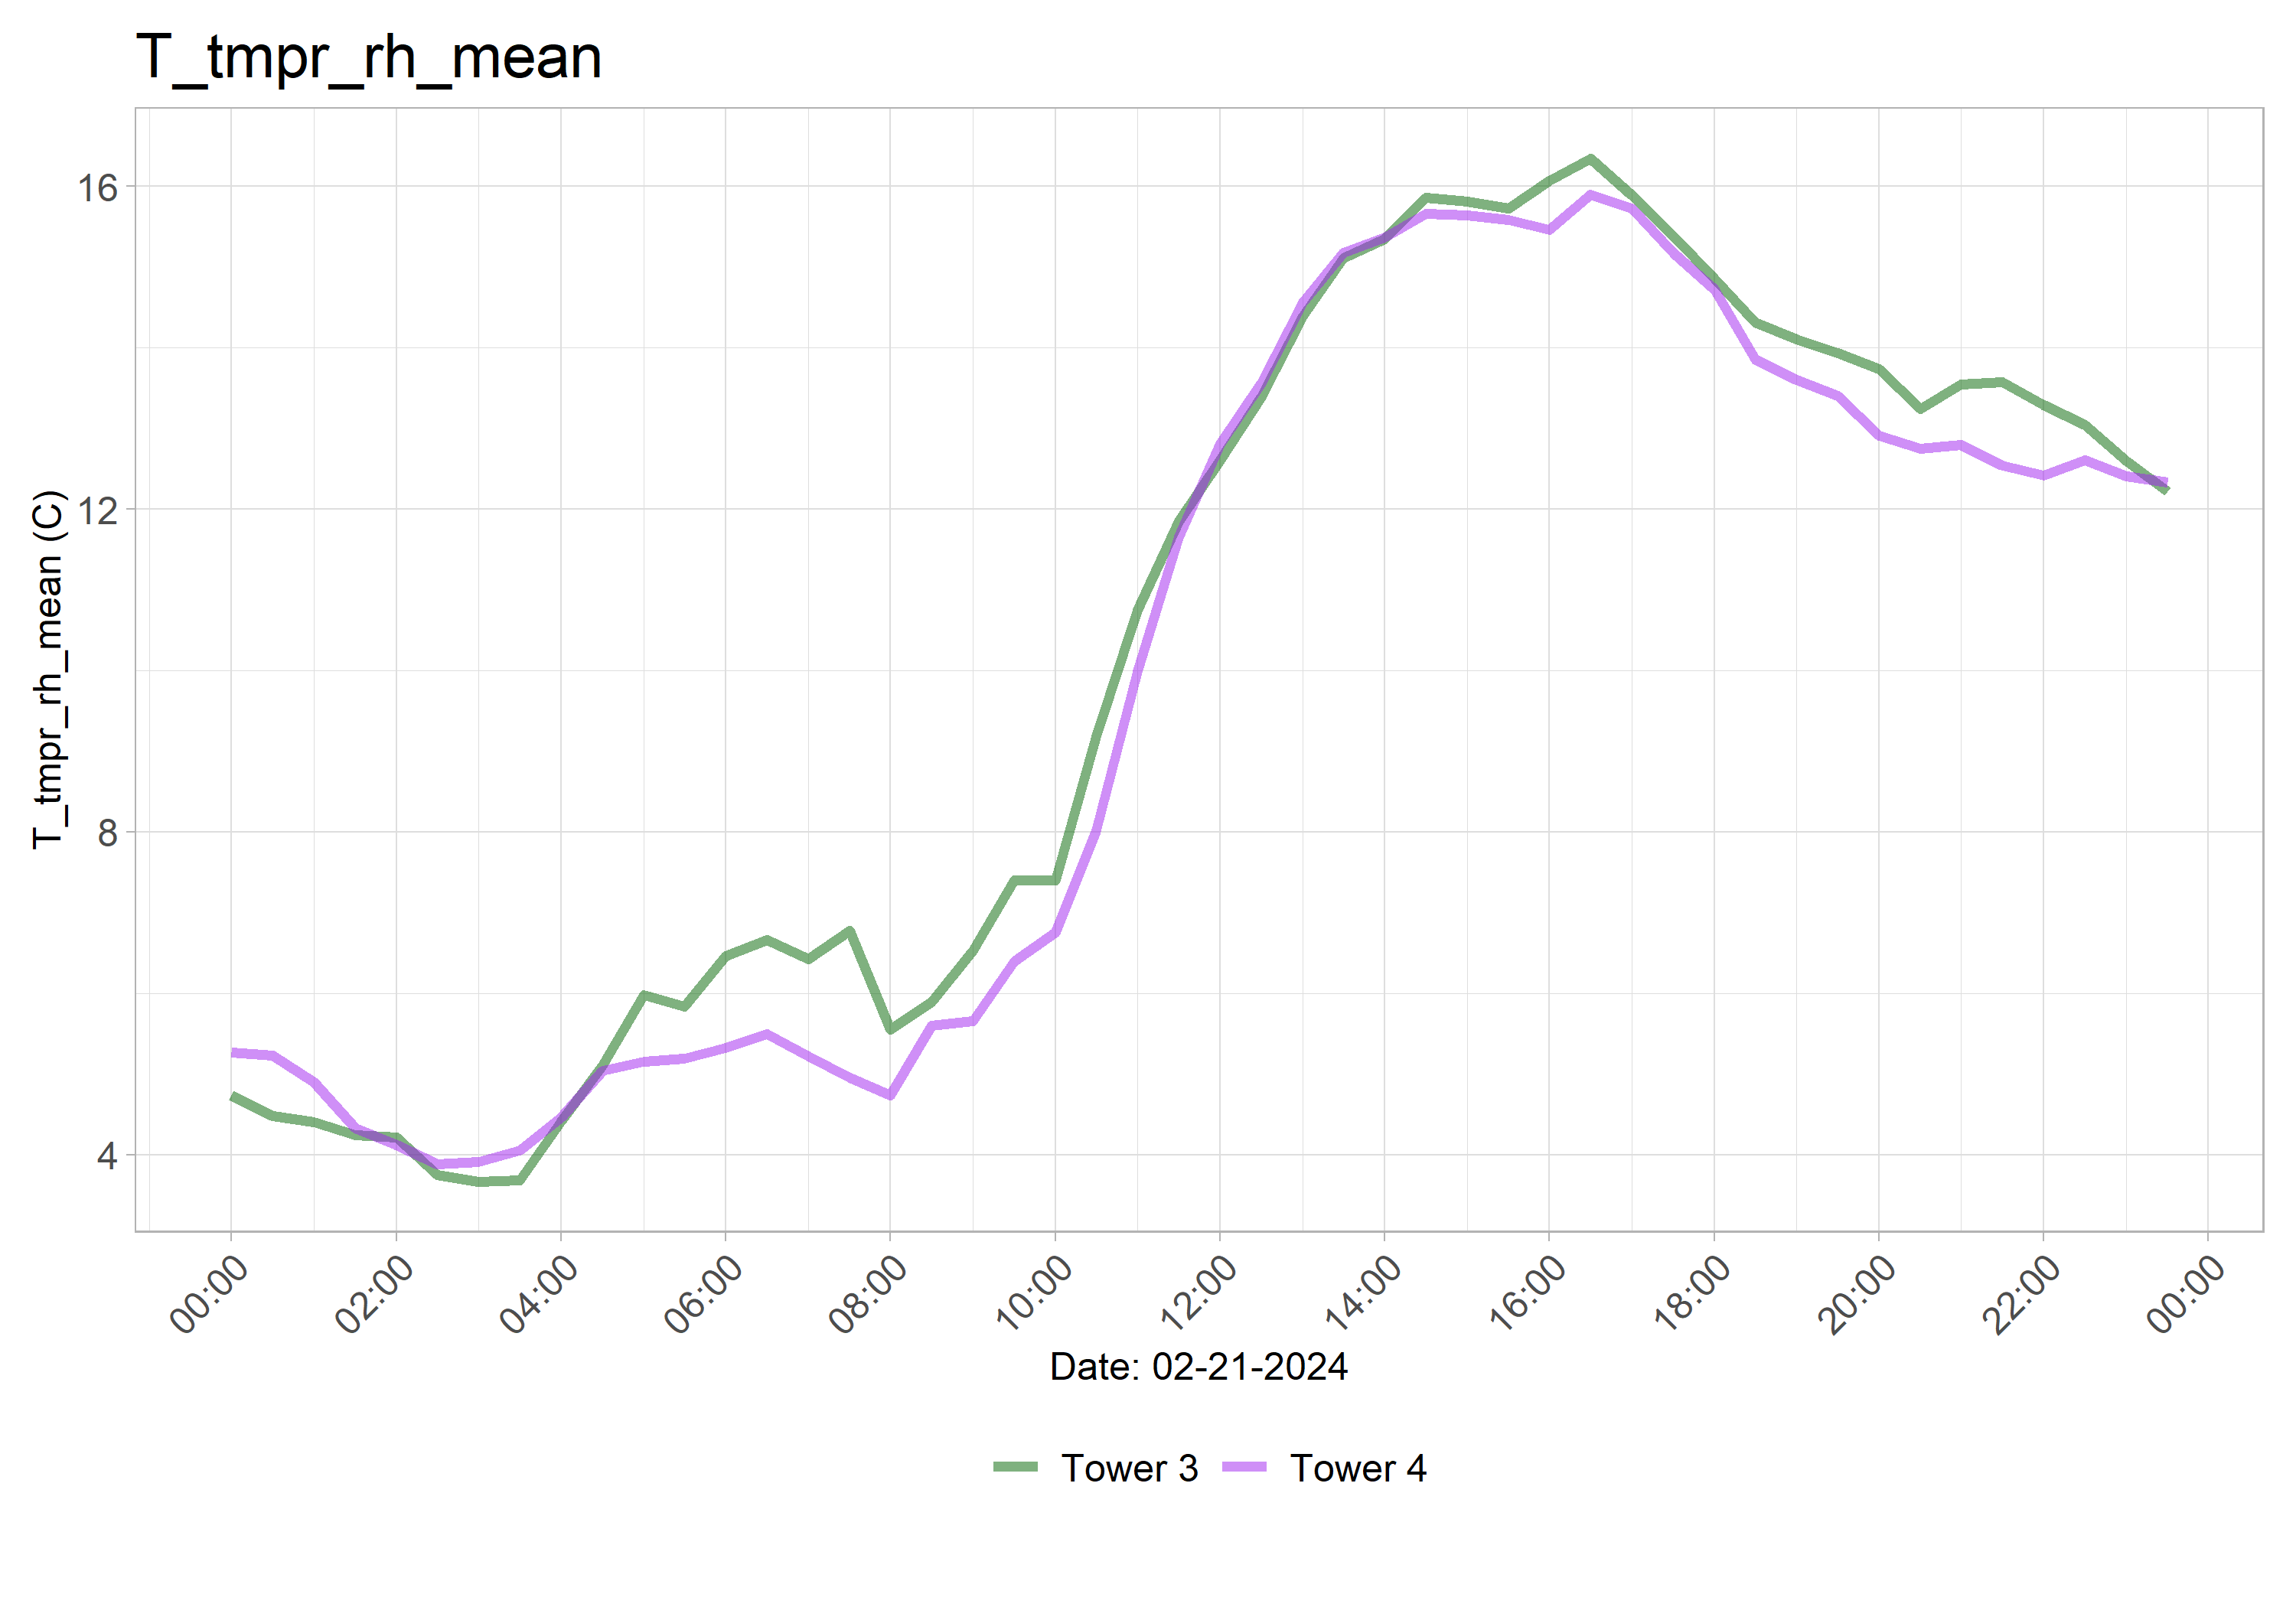 T_tmpr_rh_mean
T_tmpr_rh_mean (C)
16
12
8
4
00:00 02:00 04:00 06:00 08:00 10:00 12:00 14:00 16:00 18:00 20:00 22:00 00:00
Date: 02-21-2024
Tower 3 Tower 4